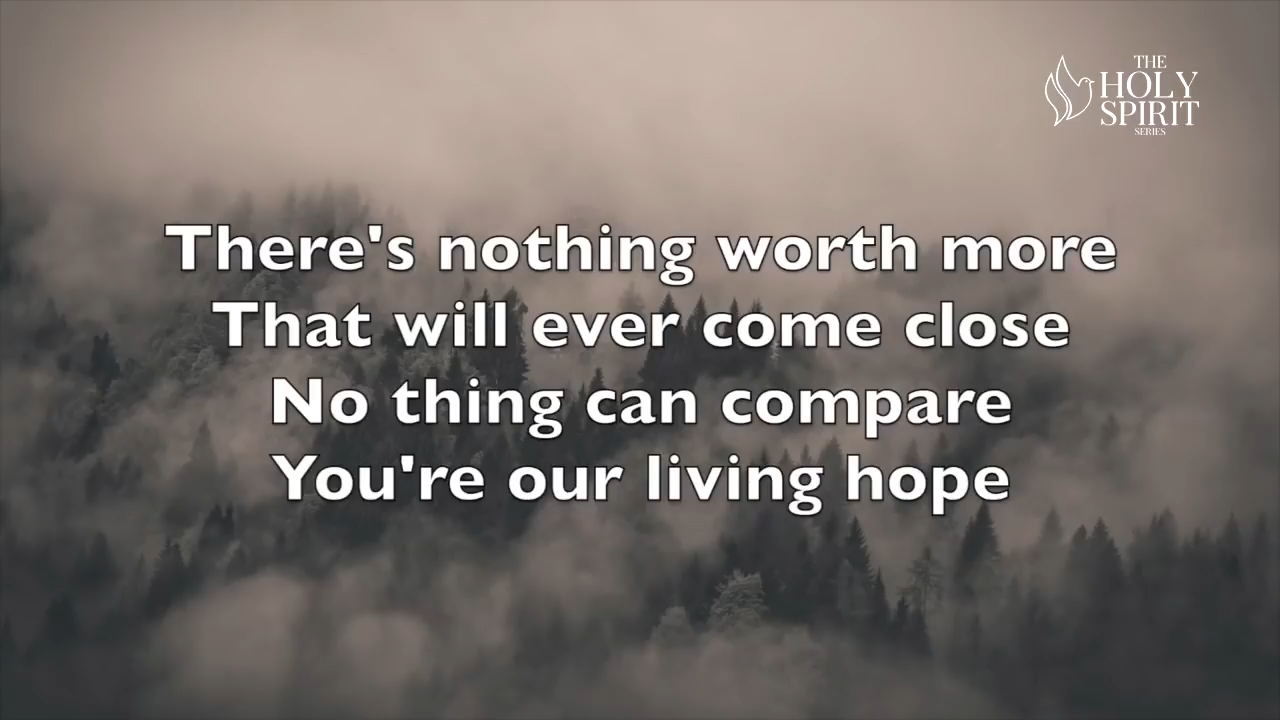 THE
HOLY
SPIRIT
SERIES
There's nothing worth more
That will ever come close
No thing can compare
You're our living hope